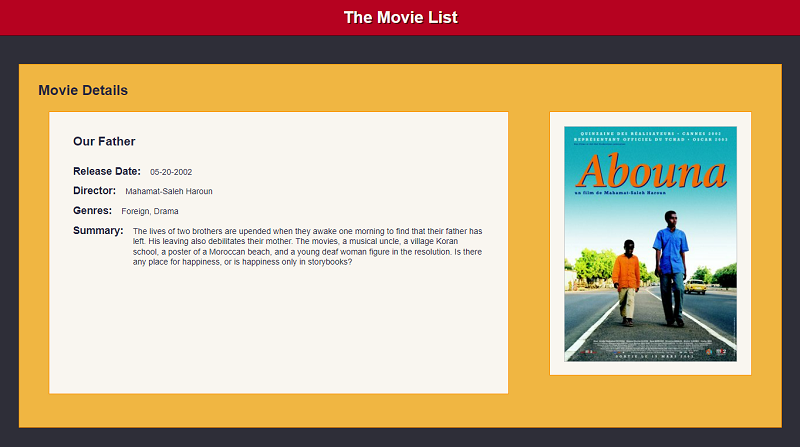 The Movie List
Movie Details
Our Father
Release Date: 05-20-2002
Director: Mahamat-Saleh Haroun
Genres: Foreign, Drama
Summary: The lives of two brothers are upended when they awake one morning to find that their father has
left. His leaving also debilitates their mother. The movies, a musical uncle, a village Koran
school, a poster of a Moroccan beach, and a young deaf woman figure in the resolution. Is there
any place for happiness, or is happiness only in storybooks?
QUINZAINE DES RÉALISATEURS - CANNES 2002
REPRÉSENTANT OFFICIEL DU TCHAD - OSCAR 2002
Abouna
un film de Mahamat-Saleh Haroun
SORTIE LE 19 MARS 2003